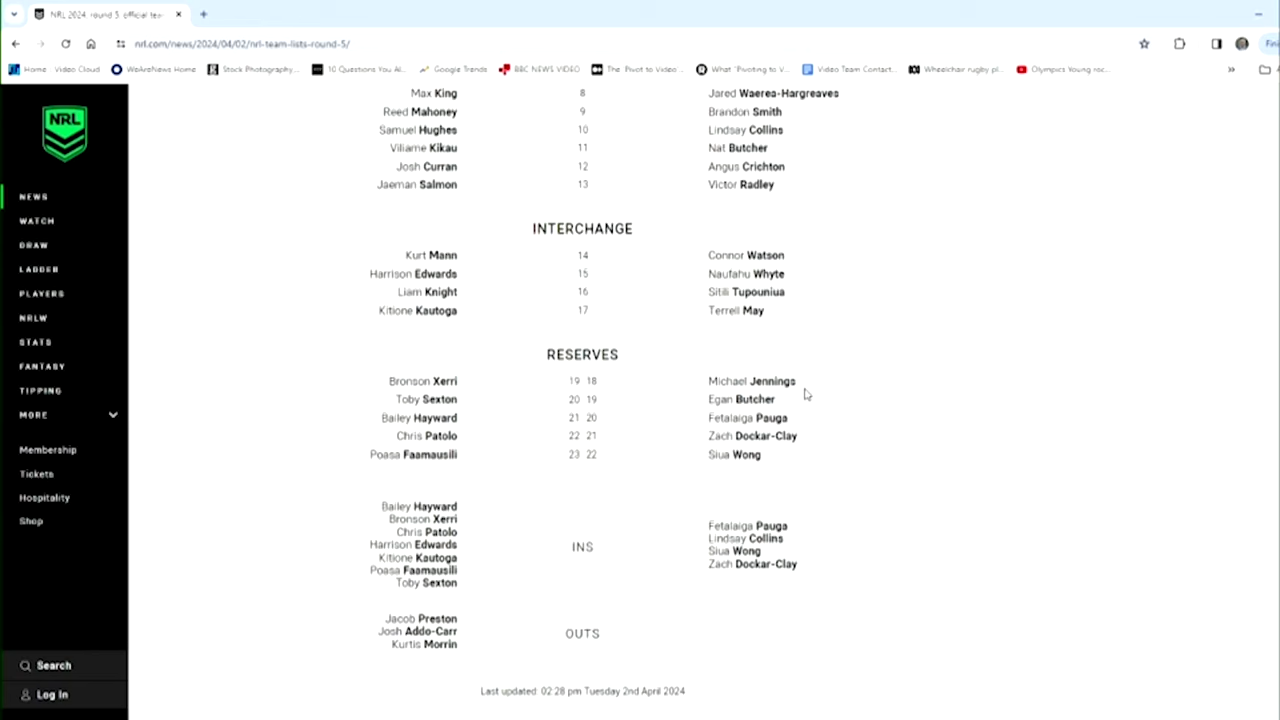 NRL 2024, round 5, official tea
nrl.com/news/2024/04/02/nrl-team-lists-round-5/
Home - Video Cloud WeAreNews Home Stock Photography,... 10 Questions You Al... Google Trends BBC NEWS VIDEO The 'Pivot to Video'... What "Pivoting to V... Video Team Contact... Wheelchair rugby pl... Olympics Young roc...
NRL
NEWS
WATCH
DRAW
LADDER
PLAYERS
NRLW
STATS
FANTASY
TIPPING
MORE
Membership
Tickets
Hospitality
Shop
Search
Log In
Max King 8 Jared Waerea-Hargreaves
Reed Mahoney 9 Brandon Smith
Samuel Hughes 10 Lindsay Collins
Viliame Kikau 11 Nat Butcher
Josh Curran 12 Angus Crichton
Jaeman Salmon 13 Victor Radley
INTERCHANGE
Kurt Mann 14 Connor Watson
Harrison Edwards 15 Naufahu Whyte
Liam Knight 16 Sitili Tupouniua
Kitione Kautoga 17 Terrell May
RESERVES
Bronson Xerri 19 18 Michael Jennings
Toby Sexton 20 19 Egan Butcher
Bailey Hayward 21 20 Fetalaiga Pauga
Chris Patolo 22 21 Zach Dockar-Clay
Poasa Faamausili 23 22 Siua Wong
Bailey Hayward
Bronson Xerri
Chris Patolo
Harrison Edwards
Kitione Kautoga
Poasa Faamausili
Toby Sexton
INS
Fetalaiga Pauga
Lindsay Collins
Siua Wong
Zach Dockar-Clay
Jacob Preston
Josh Addo-Carr
Kurtis Morrin
OUTS
Last updated: 02:28 pm Tuesday 2nd April 2024